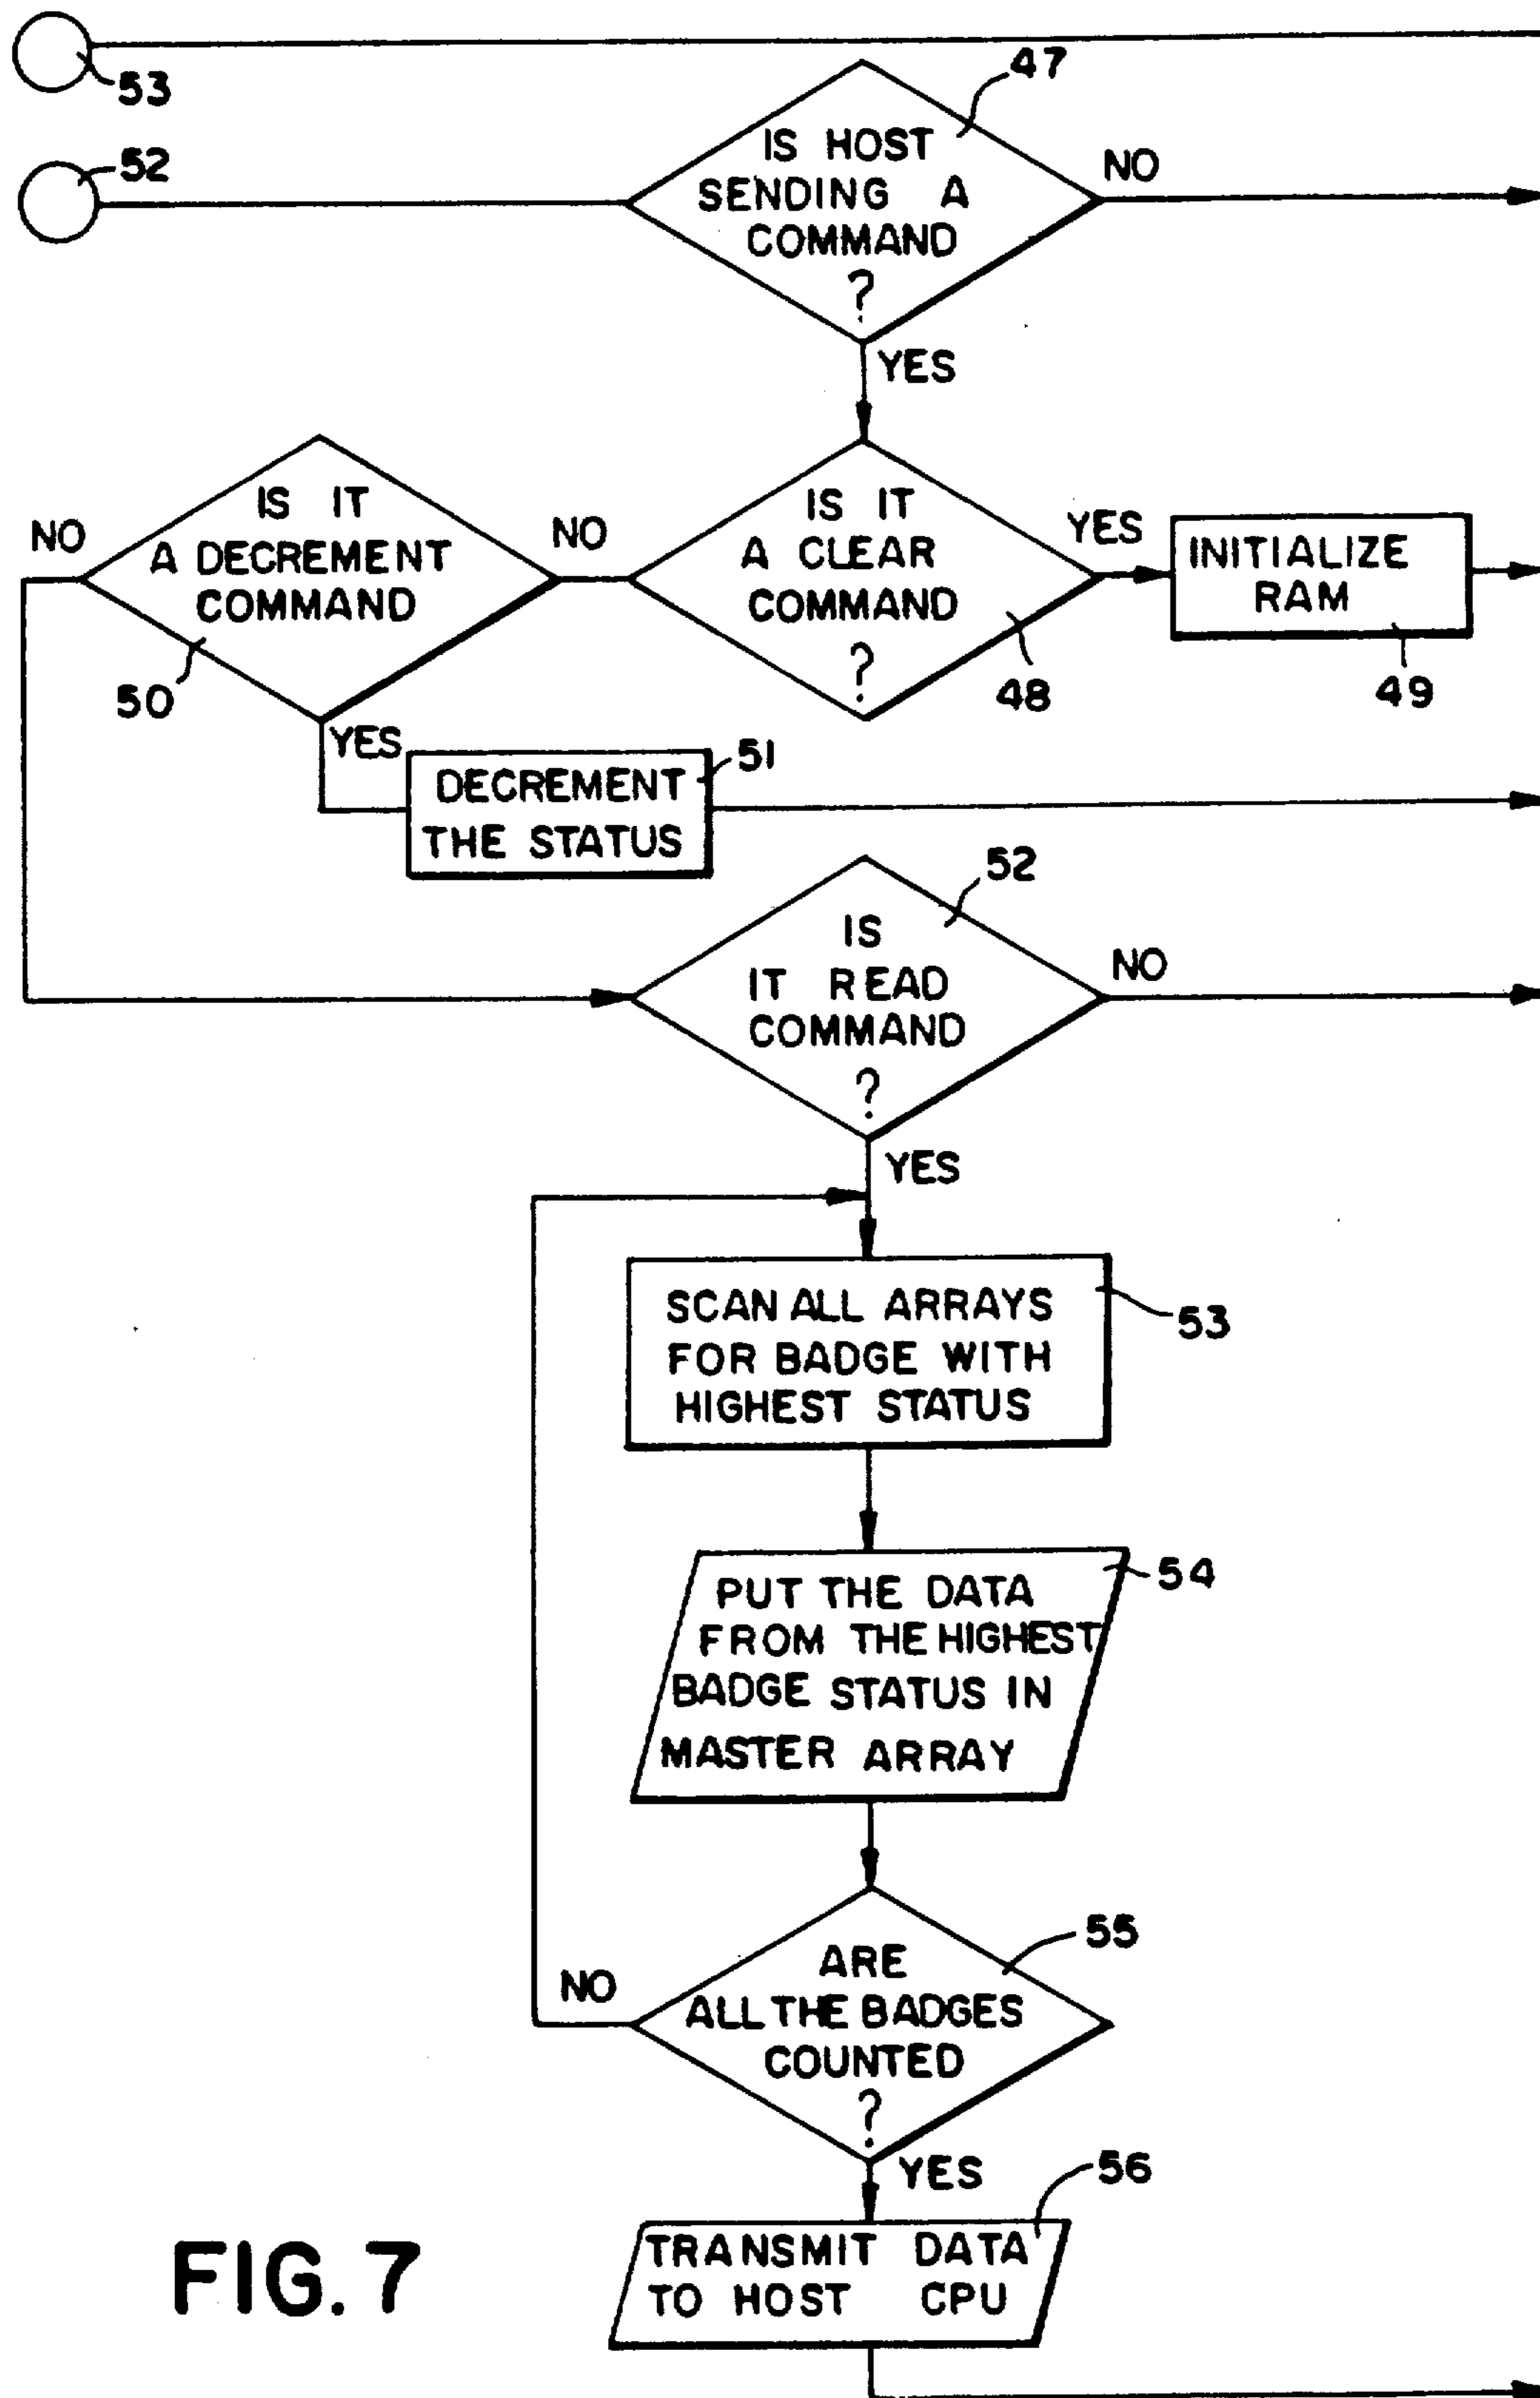 53
47
52
IS HOST
SENDING A
COMMAND
?
NO
YES
IS IT
A DECREMENT
COMMAND
NO
50
NO
IS IT
A CLEAR
COMMAND
?
48
YES
INITIALIZE
RAM
49
YES
DECREMENT
THE STATUS
51
52
IS
IT READ
COMMAND
?
NO
YES
SCAN ALL ARRAYS
FOR BADGE WITH
HIGHEST STATUS
53
PUT THE DATA
FROM THE HIGHEST
BADGE STATUS IN
MASTER ARRAY
54
55
ARE
ALL THE BADGES
COUNTED
?
NO
YES
56
TRANSMIT DATA
TO HOST CPU
FIG. 7